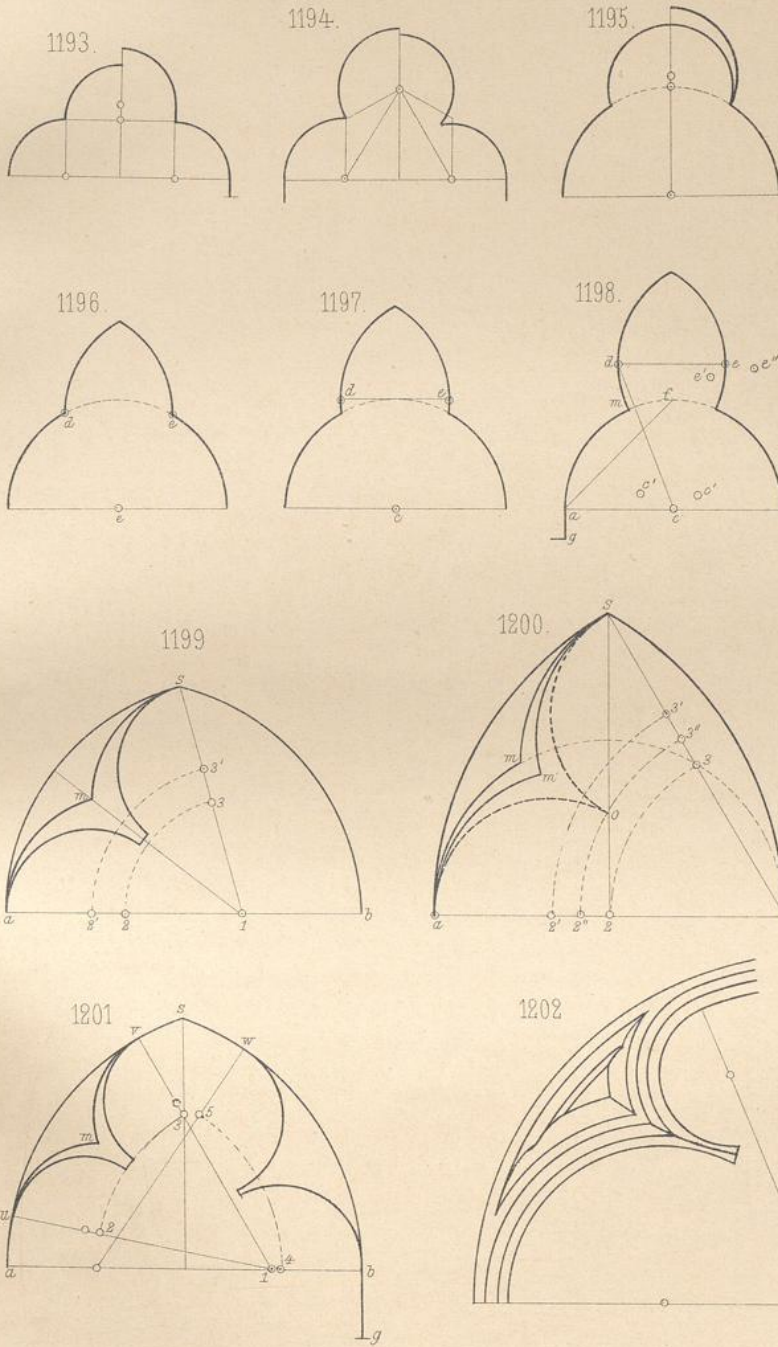 1193.
1194.
1195.
1196.
d
e
e
1197.
d
e
c
1198.
d
e
e"
e'
m
f
c'
c'
a
c
g
1199
s
3'
m
3
a
2'
2
1
b
1200.
s
3'
3"
m
3
m'
o
a
2'
2"
2
1201
s
v
w
c
3
5
m
u
2
a
1
4
b
g
1202